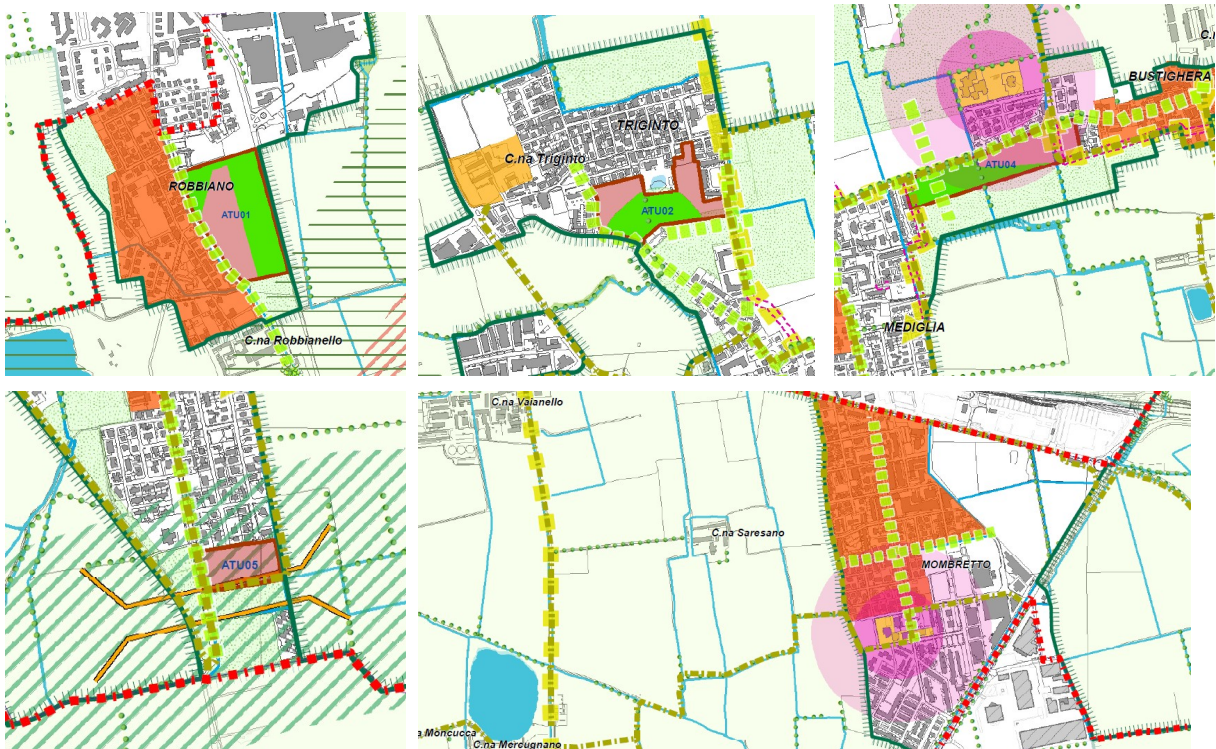 ROBBIANO
ATU01
C.na Robbianello
TRIGINTO
C.na Triginto
ATU02
BUSTIGHERA
ATU04
MEDIGLIA
ATU05
C.na Vaianello
C.na Saresano
MOMBRETTO
a Moncucca
C.na Mercugnano